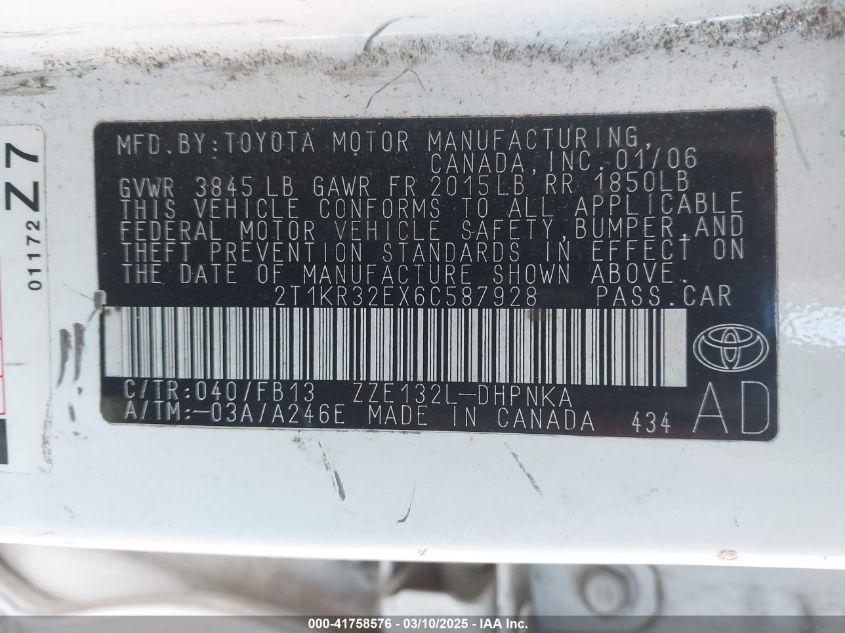 MFD.BY:TOYOTA MOTOR MANUFACTURING,
CANADA,INC. 01/06
GVWR 3845 LB GAWR FR 2015LB RR 1850LB
THIS VEHICLE CONFORMS TO ALL APPLICABLE
FEDERAL MOTOR VEHICLE SAFETY,BUMPER,AND
THEFT PREVENTION STANDARDS IN EFFECT ON
THE DATE OF MANUFACTURE SHOWN ABOVE.
2T1KR32EX6C587928 PASS.CAR
C/TR:040/FB13 ZZE132L-DHPNKA
A/TM:-03A/A246E MADE IN CANADA 434
AD
01172 Z7
000-41758576 - 03/10/2025 - IAA Inc.